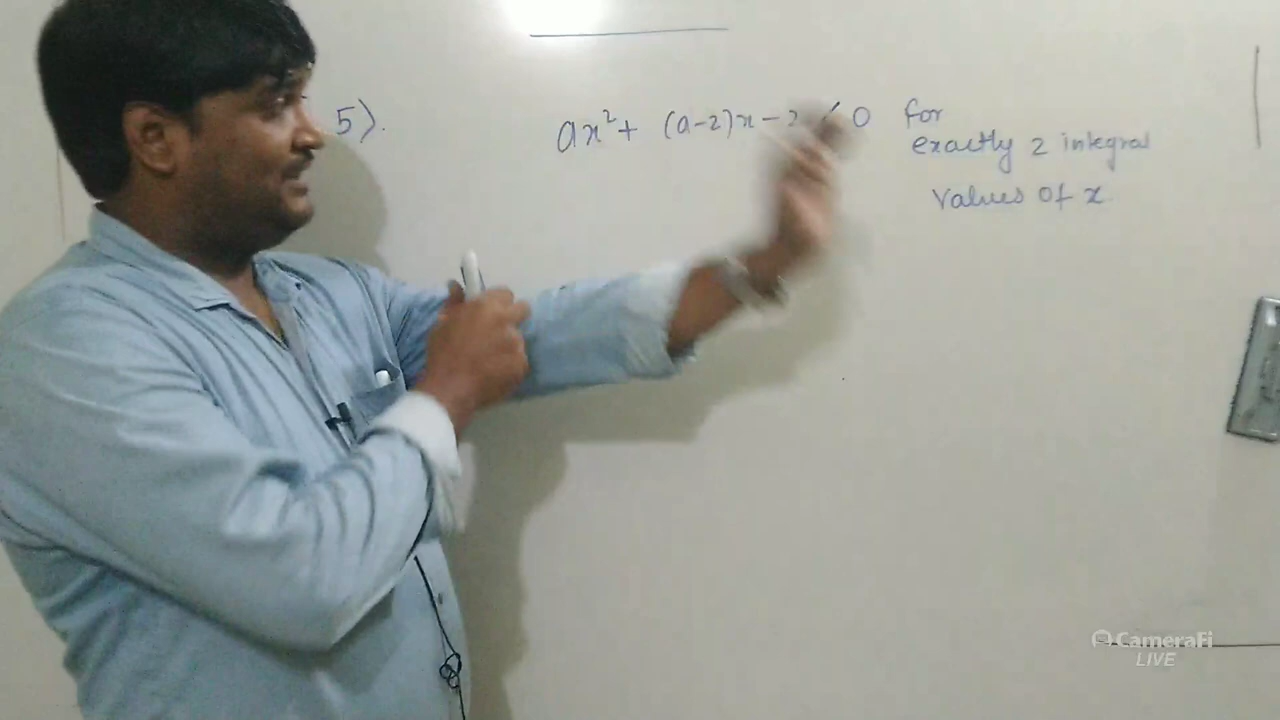 5). ax² + (a-2)x - 2 < 0 for
exactly 2 integral
values of x
CameraFi
LIVE